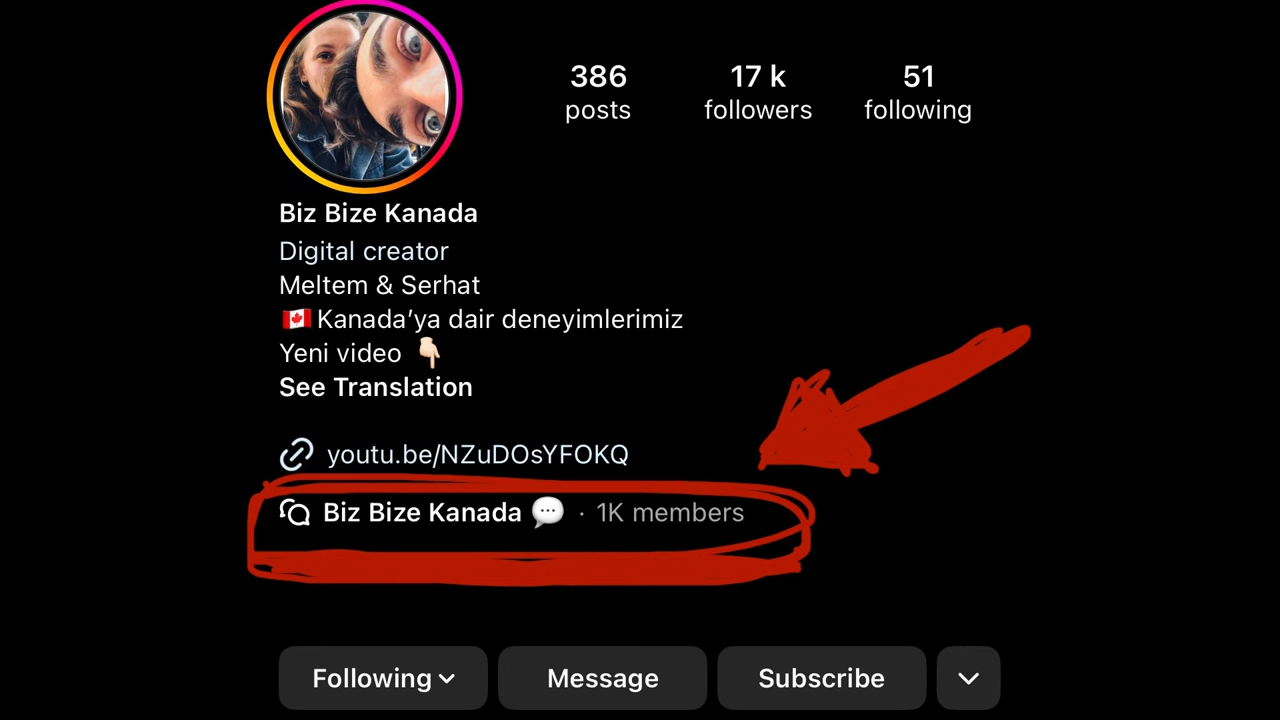 386 17 k 51
posts followers following
Biz Bize Kanada
Digital creator
Meltem & Serhat
🇨🇦 Kanada’ya dair deneyimlerimiz
Yeni video 👇🏻
See Translation
youtu.be/NZuDOsYFOKQ
Biz Bize Kanada 💬 · 1K members
Following Message Subscribe